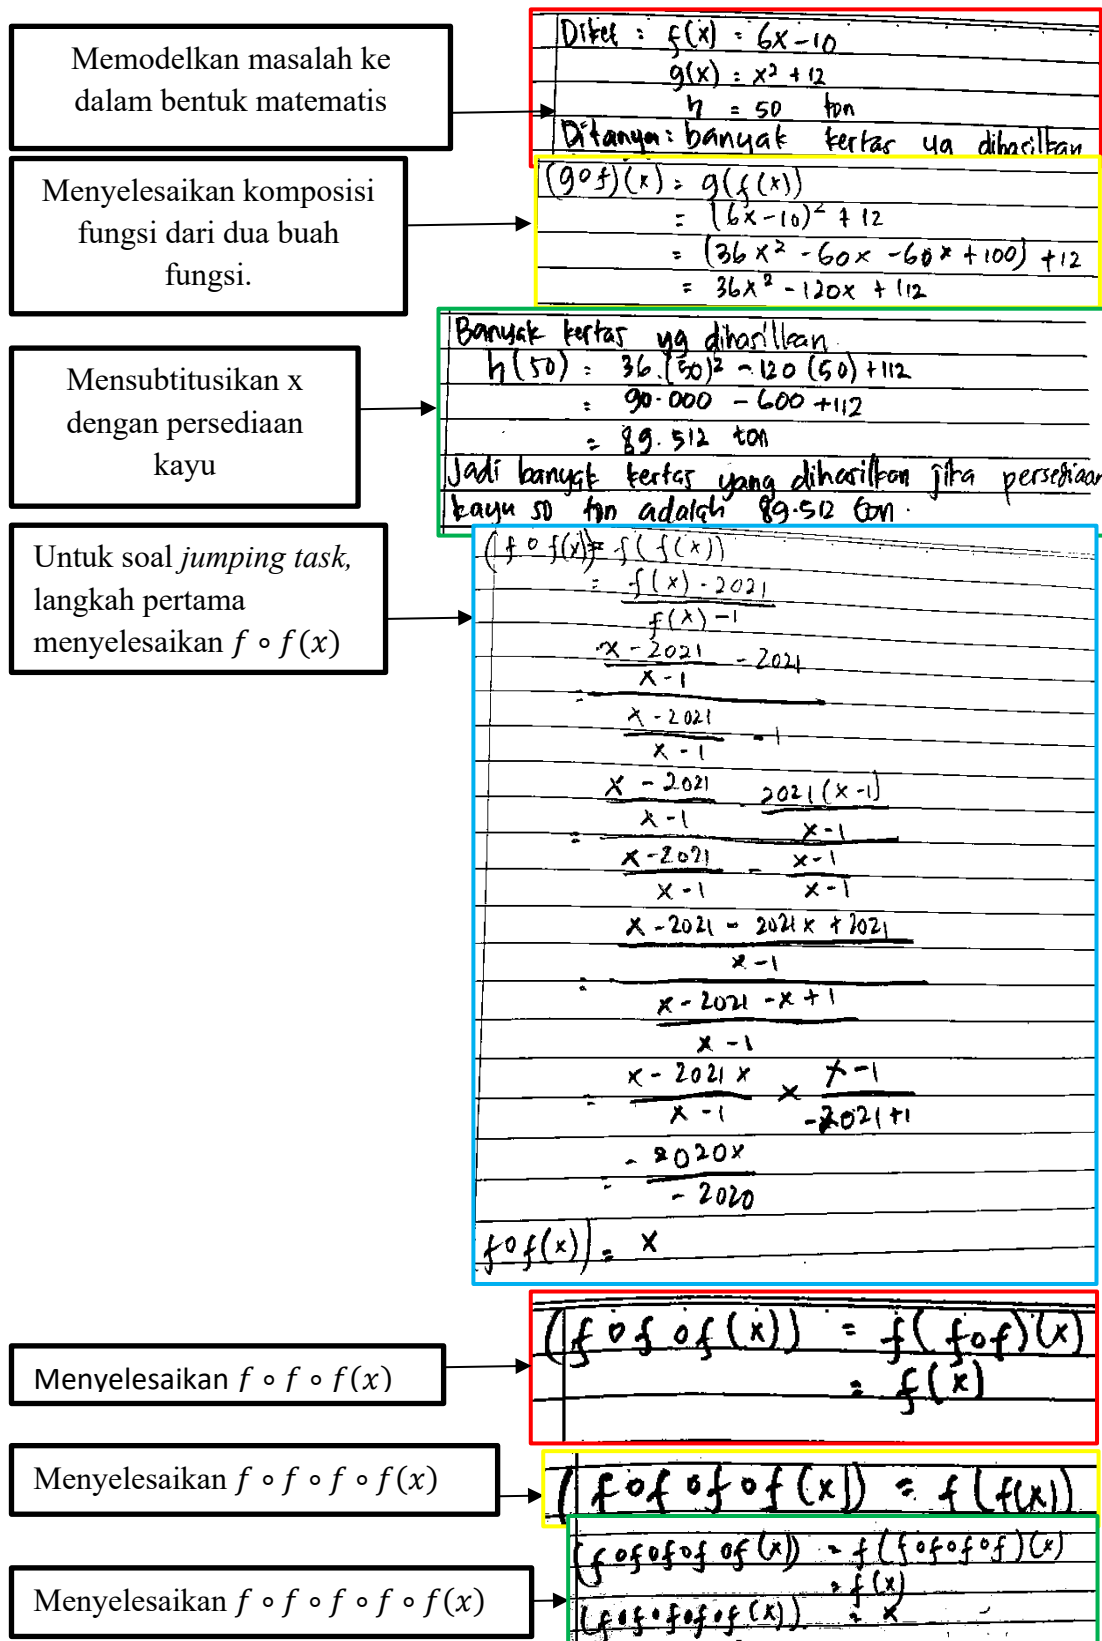 Memodelkan masalah ke
dalam bentuk matematis
Diket : f(x) = 6x - 10
g(x) = x² + 12
h = 50 ton
Ditanya : banyak kertas yg dihasilkan
Menyelesaikan komposisi
fungsi dari dua buah
fungsi.
(g∘f)(x) = g(f(x))
= (6x - 10)² + 12
= (36x² - 60x - 60x + 100) + 12
= 36x² - 120x + 112
Mensubtitusikan x
dengan persediaan
kayu
Banyak kertas yg dihasilkan
h(50) = 36.(50)² - 120(50) + 112
= 90.000 - 600 + 112
= 89.512 ton
Jadi banyak kertas yang dihasilkan jika persediaan
kayu 50 ton adalah 89.512 ton.
Untuk soal jumping task,
langkah pertama
menyelesaikan f ∘ f(x)
(f ∘ f(x)) = f(f(x))
= f(x) - 2021
f(x) - 1
x - 2021 - 2021
x - 1
=
x - 2021 - 1
x - 1
x - 2021 - 2021(x - 1)
x - 1 x - 1
=
x - 2021 - x - 1
x - 1 x - 1
x - 2021 - 2021x + 2021
x - 1
=
x - 2021 - x + 1
x - 1
= x - 2021x × x - 1
x - 1 -2021 + 1
= - 2020x
- 2020
f∘f(x)) = x
Menyelesaikan f ∘ f ∘ f(x)
(f∘f∘f(x)) = f(f∘f)(x)
= f(x)
Menyelesaikan f ∘ f ∘ f ∘ f(x)
(f∘f∘f∘f(x)) = f(f(x))
Menyelesaikan f ∘ f ∘ f ∘ f ∘ f(x)
(f∘f∘f∘f∘f(x)) = f(f∘f∘f∘f)(x)
= f(x)
(f∘f∘f∘f∘f(x)) = x